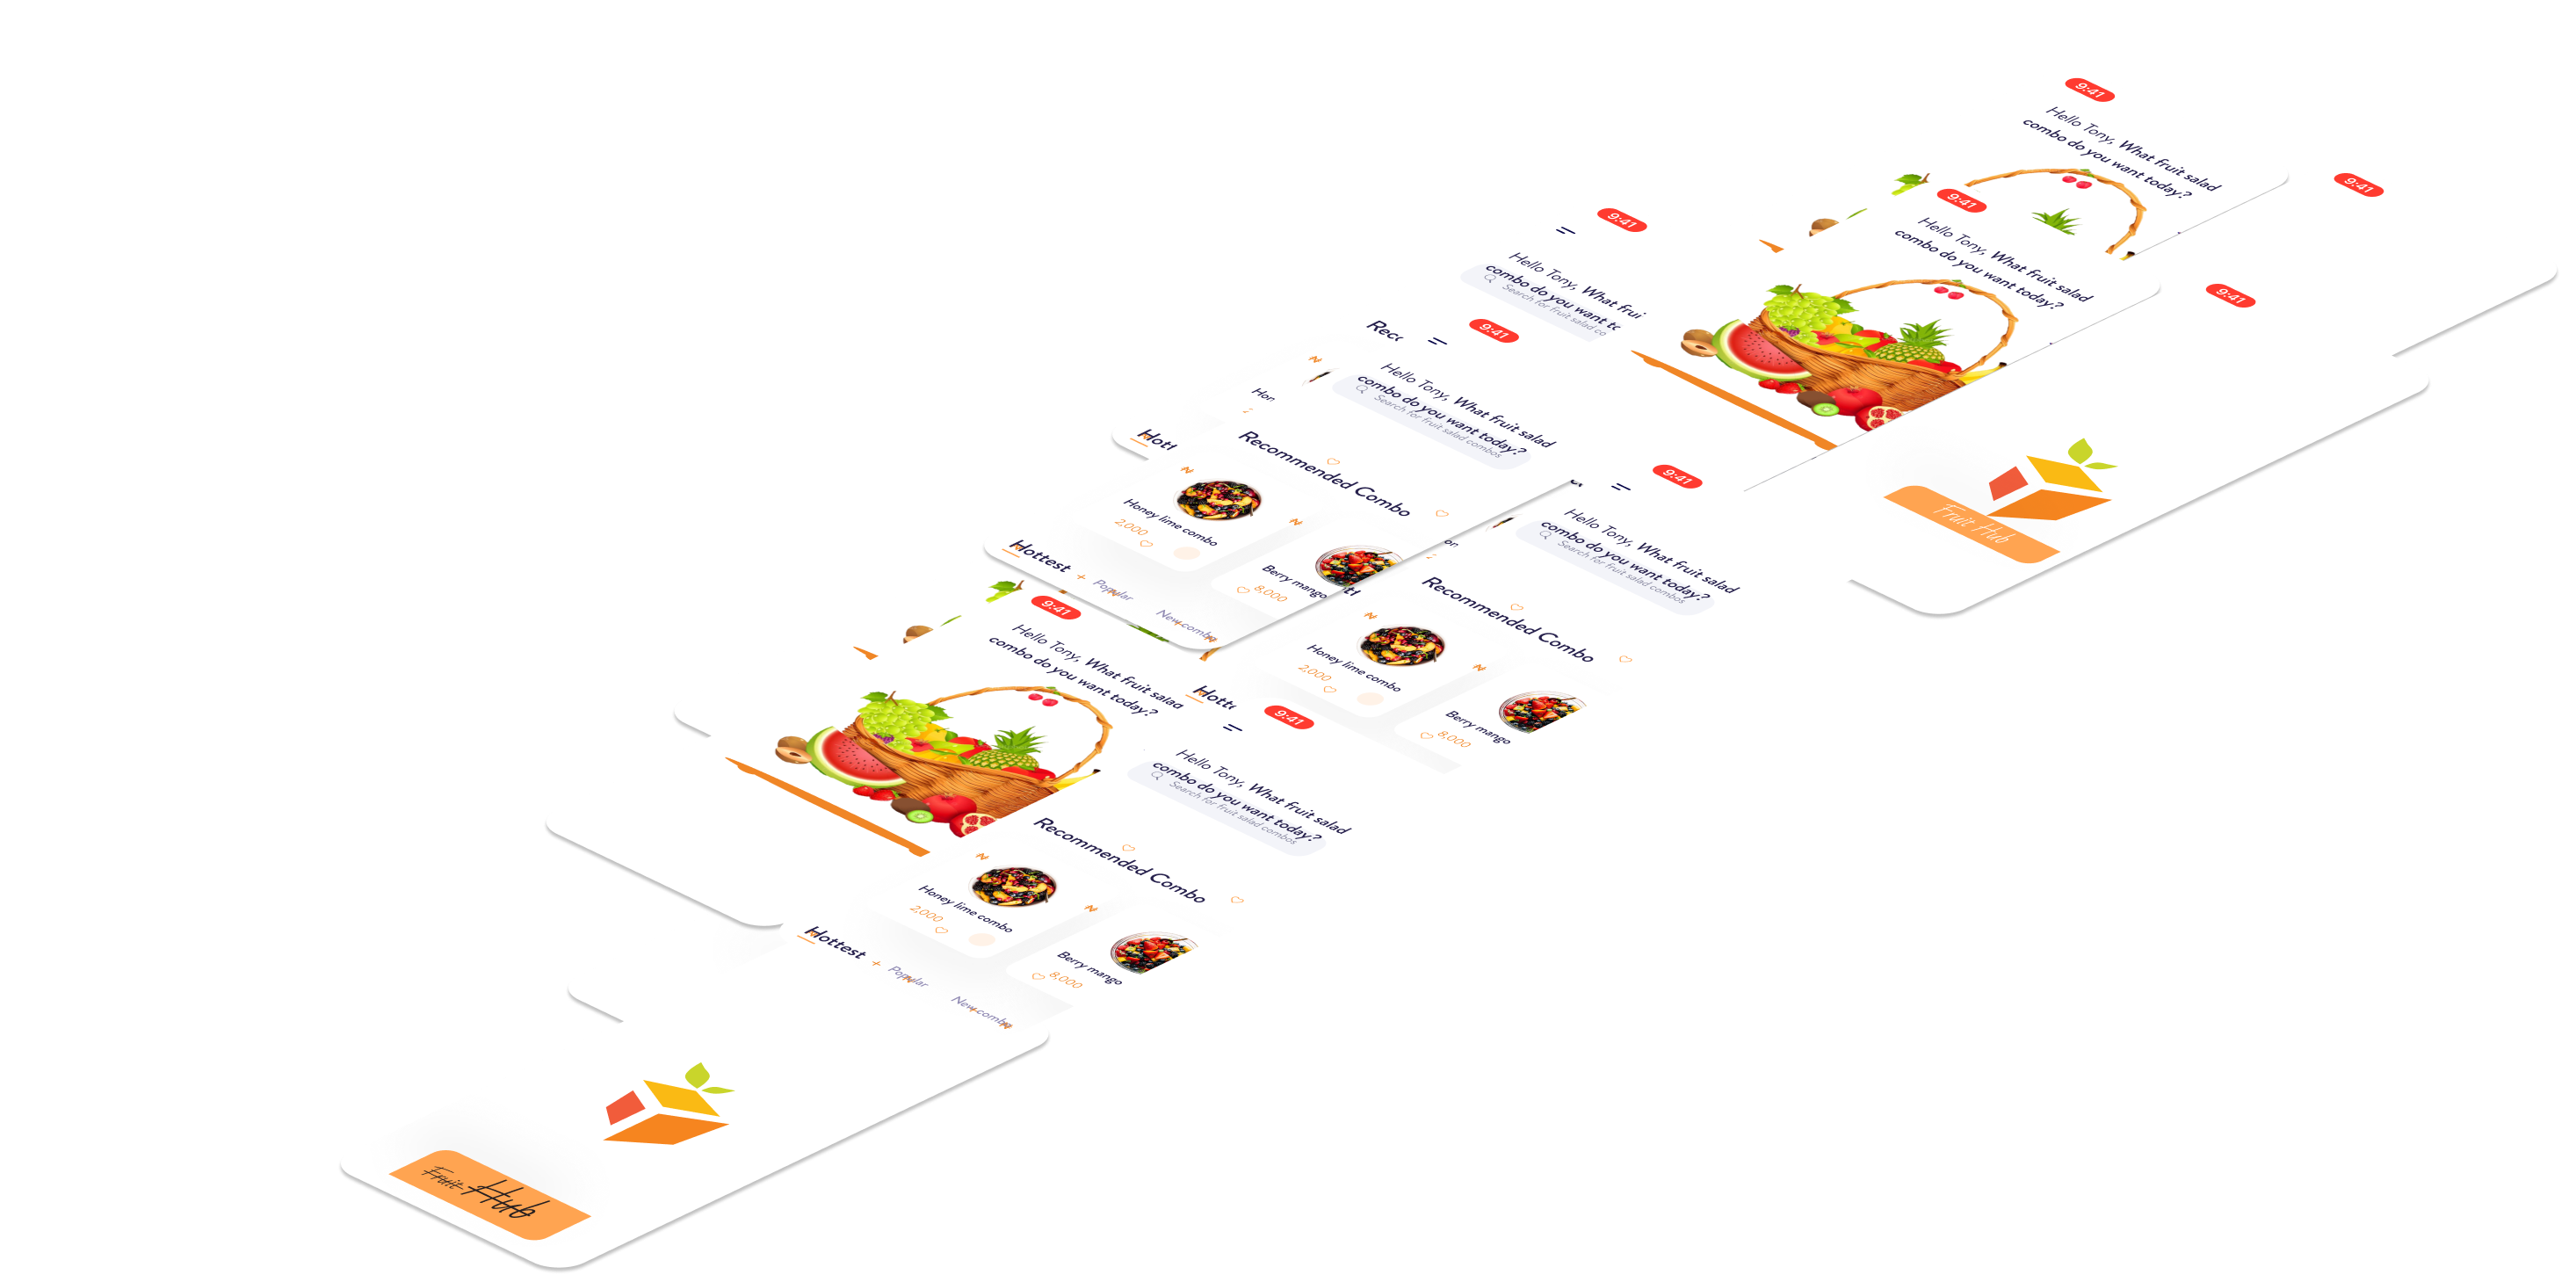 9:41
Hello Tony, What fruit salad
combo do you want today?
9:41
9:41
Hello Tony, What fruit salad
combo do you want today?
9:41
9:41
Hello Tony, What frui
combo do you want tc
Search for fruit salad co
Rec
Hor
Hott
9:41
Hello Tony, What fruit salad
combo do you want today?
Search for fruit salad combos
Recommended Combo
Honey lime combo
2,000
Berry mango
8,000
Hottest
Popular
New combo
Fruit Hub
9:41
Hello Tony, What fruit salad
combo do you want today?
Search for fruit salad combos
Recommended Combo
Honey lime combo
2,000
Berry mango
8,000
Hott
9:41
Hello Tony, What fruit salad
combo do you want today?
9:41
Hello Tony, What fruit salad
combo do you want today?
Search for fruit salad combos
Recommended Combo
Honey lime combo
2,000
Berry mango
8,000
Hottest
Popular
New combo
Fruit Hub